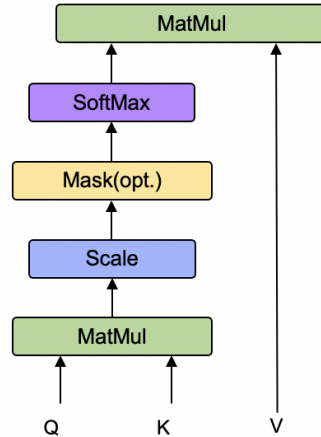 MatMul
SoftMax
Mask(opt.)
Scale
MatMul
Q K V